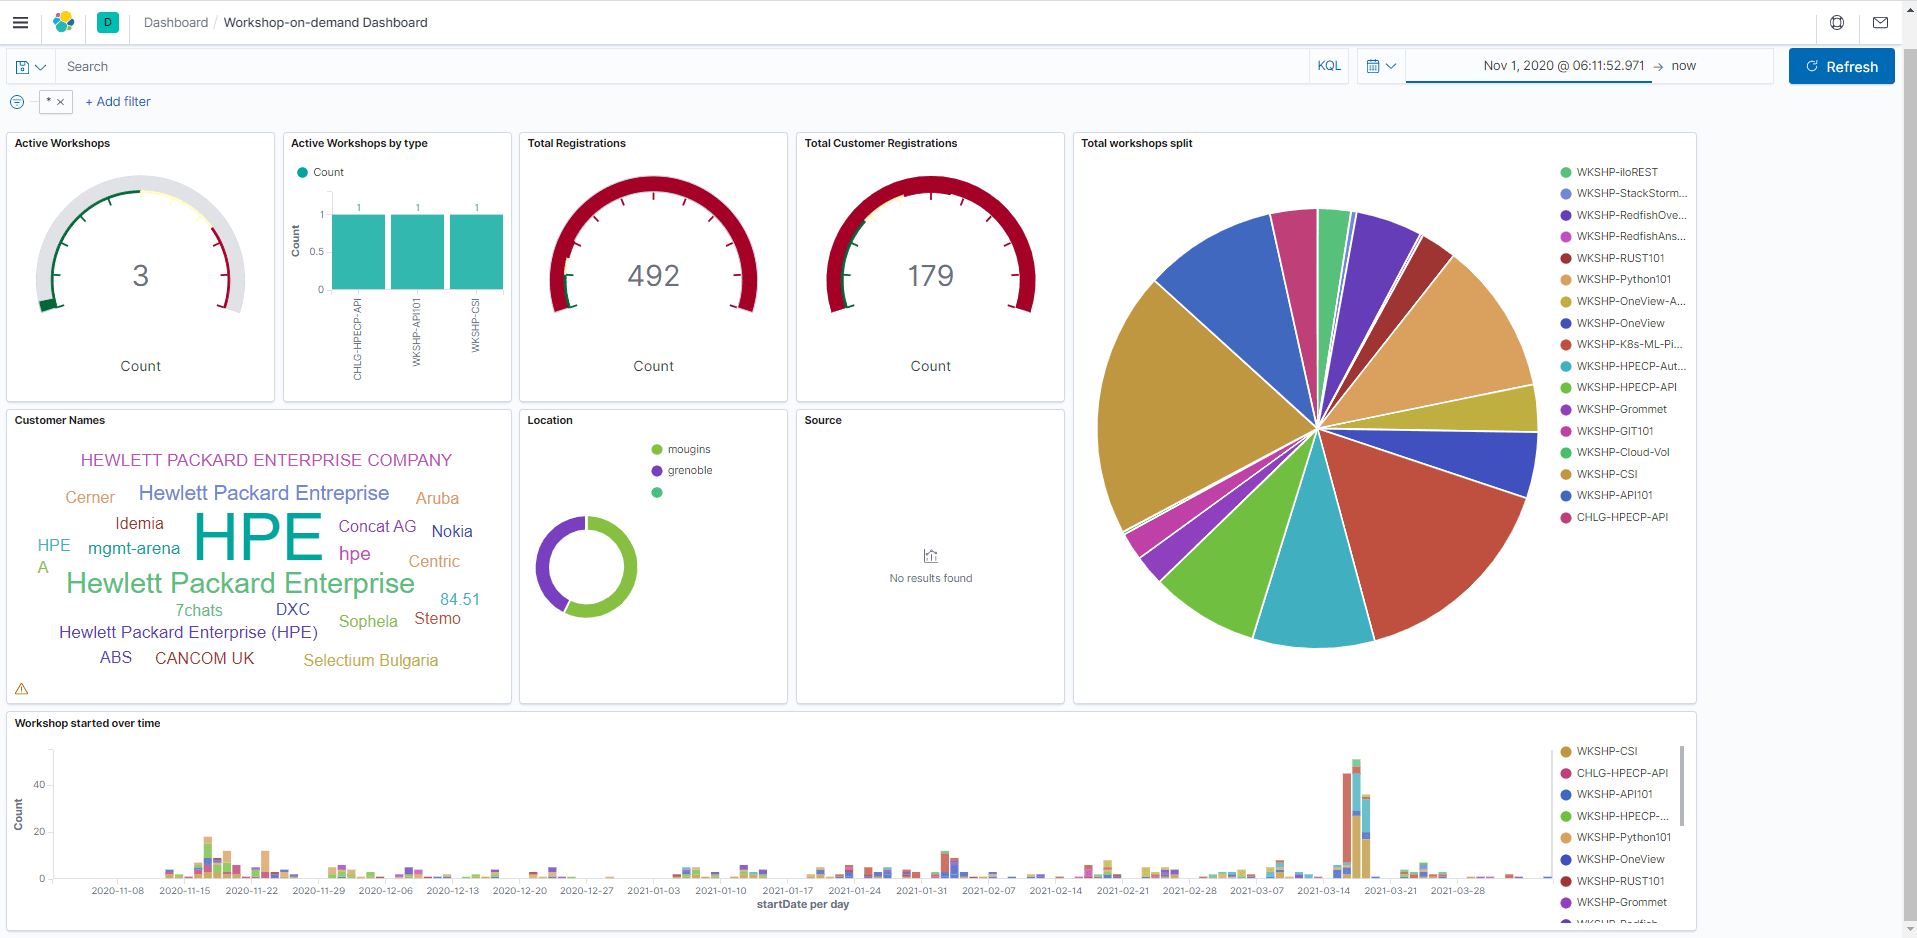 D Dashboard / Workshop-on-demand Dashboard
Search KQL Nov 1, 2020 @ 06:11:52.971 → now Refresh
* × + Add filter
Active Workshops
3
Count
Active Workshops by type
Count
1 1 1
1
0.5
0
Count
CHLG-HPECP-API
WKSHP-API101
WKSHP-CSI
Total Registrations
492
Count
Total Customer Registrations
179
Count
Total workshops split
WKSHP-iloREST
WKSHP-StackStorm...
WKSHP-RedfishOve...
WKSHP-RedfishAns...
WKSHP-RUST101
WKSHP-Python101
WKSHP-OneView-A...
WKSHP-OneView
WKSHP-K8s-ML-Pi...
WKSHP-HPECP-Aut...
WKSHP-HPECP-API
WKSHP-Grommet
WKSHP-GIT101
WKSHP-Cloud-Vol
WKSHP-CSI
WKSHP-API101
CHLG-HPECP-API
Customer Names
HEWLETT PACKARD ENTERPRISE COMPANY
Cerner Hewlett Packard Entreprise Aruba
Idemia HPE Concat AG Nokia
HPE mgmt-arena hpe Centric
A
Hewlett Packard Enterprise
7chats DXC 84.51
Sophela Stemo
Hewlett Packard Enterprise (HPE)
ABS CANCOM UK Selectium Bulgaria
Location
mougins
grenoble
Source
No results found
Workshop started over time
Count
40
20
0
2020-11-08 2020-11-15 2020-11-22 2020-11-29 2020-12-06 2020-12-13 2020-12-20 2020-12-27 2021-01-03 2021-01-10 2021-01-17 2021-01-24 2021-01-31 2021-02-07 2021-02-14 2021-02-21 2021-02-28 2021-03-07 2021-03-14 2021-03-21 2021-03-28
startDate per day
WKSHP-CSI
CHLG-HPECP-API
WKSHP-API101
WKSHP-HPECP-...
WKSHP-Python101
WKSHP-OneView
WKSHP-RUST101
WKSHP-Grommet